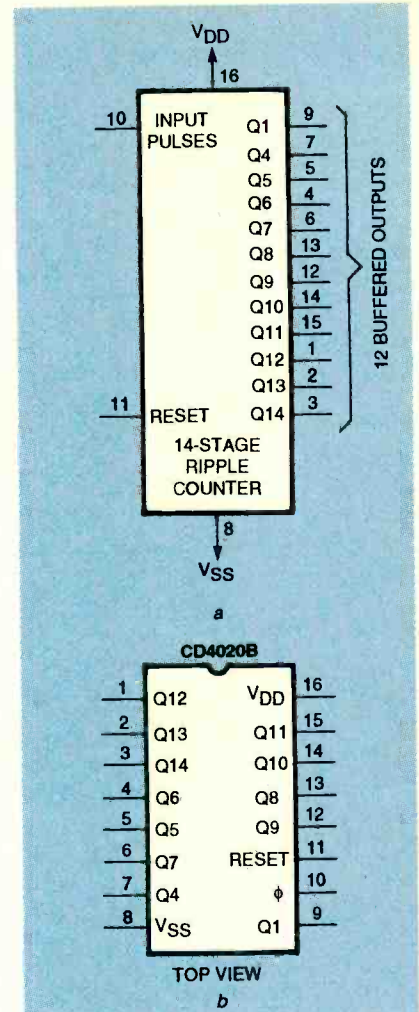 VDD
16
10 INPUT PULSES
Q1 9
Q4 7
Q5 5
Q6 4
Q7 6
Q8 13
Q9 12
Q10 14
Q11 15
Q12 1
Q13 2
Q14 3
12 BUFFERED OUTPUTS
11 RESET
14-STAGE
RIPPLE
COUNTER
8
VSS
a
CD4020B
1 Q12 VDD 16
2 Q13 Q11 15
3 Q14 Q10 14
4 Q6 Q8 13
5 Q5 Q9 12
6 Q7 RESET 11
7 Q4 ϕ 10
8 VSS Q1 9
TOP VIEW
b